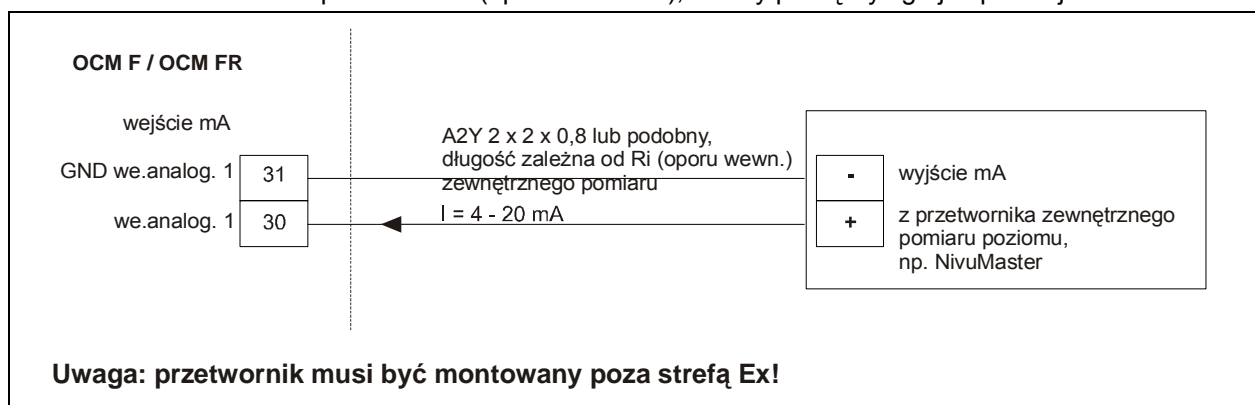 OCM F / OCM FR
wejście mA
GND we.analog. 1
31
we.analog. 1
30
A2Y 2 x 2 x 0,8 lub podobny,
długość zależna od Ri (oporu wewn.)
zewnętrznego pomiaru
I = 4 - 20 mA
-
wyjście mA
+
z przetwornika zewnętrznego
pomiaru poziomu,
np. NivuMaster
Uwaga: przetwornik musi być montowany poza strefą Ex!